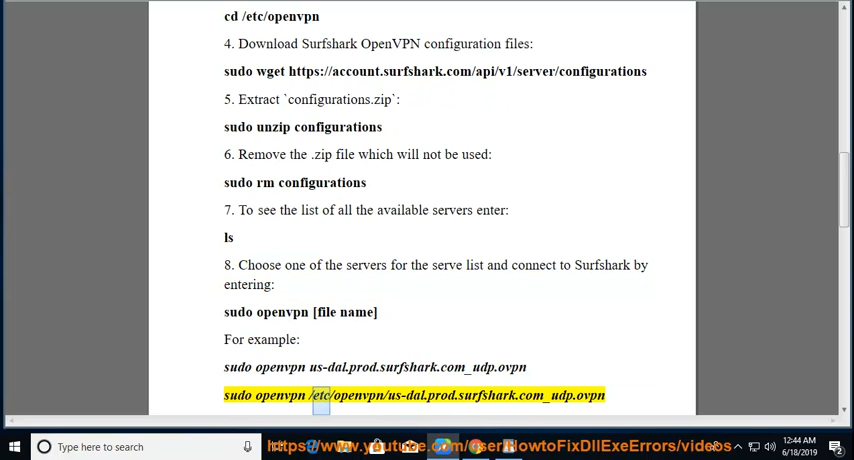 cd /etc/openvpn
4. Download Surfshark OpenVPN configuration files:
sudo wget https://account.surfshark.com/api/v1/server/configurations
5. Extract `configurations.zip`:
sudo unzip configurations
6. Remove the .zip file which will not be used:
sudo rm configurations
7. To see the list of all the available servers enter:
ls
8. Choose one of the servers for the serve list and connect to Surfshark by
entering:
sudo openvpn [file name]
For example:
sudo openvpn us-dal.prod.surfshark.com_udp.ovpn
sudo openvpn /etc/openvpn/us-dal.prod.surfshark.com_udp.ovpn
Type here to search
https://www.youtube.com/user/HowtoFixDllExeErrors/videos
12:44 AM
6/18/2019
2